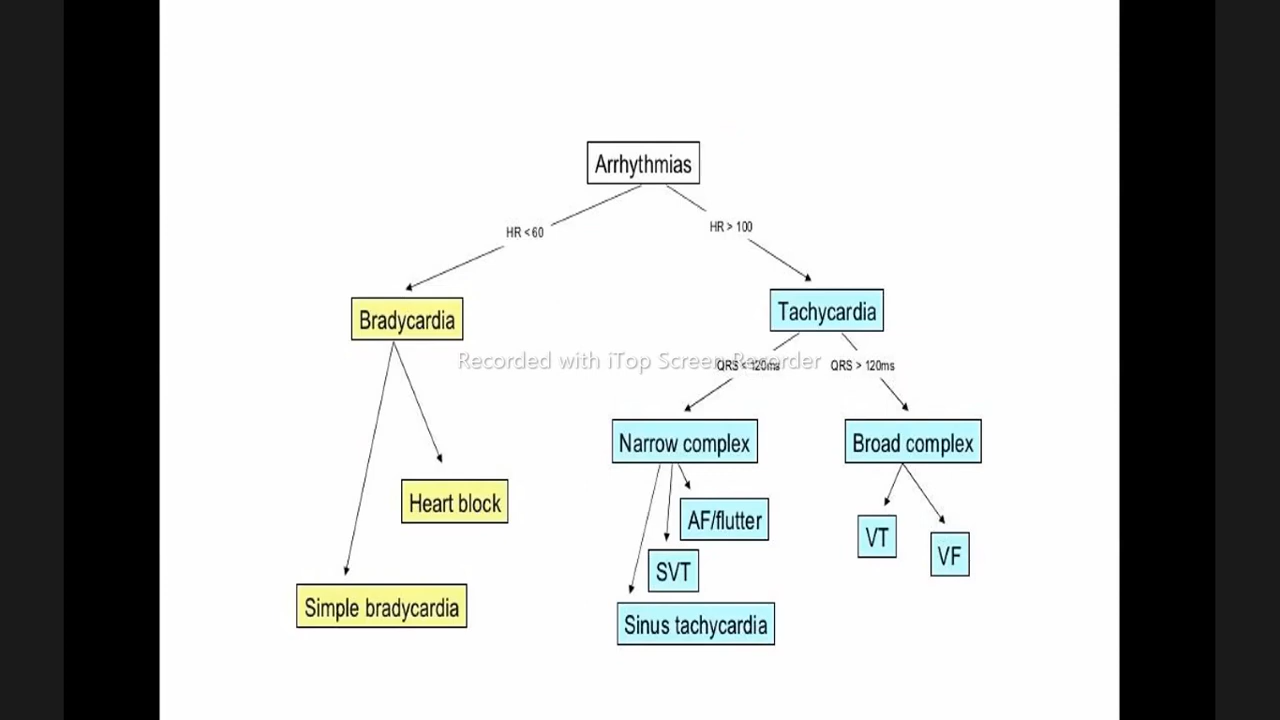 Arrhythmias
HR < 60
HR > 100
Bradycardia
Tachycardia
Recorded with iTop Screen Recorder
QRS < 120ms
QRS > 120ms
Narrow complex
Broad complex
Heart block
AF/flutter
VT
VF
SVT
Simple bradycardia
Sinus tachycardia